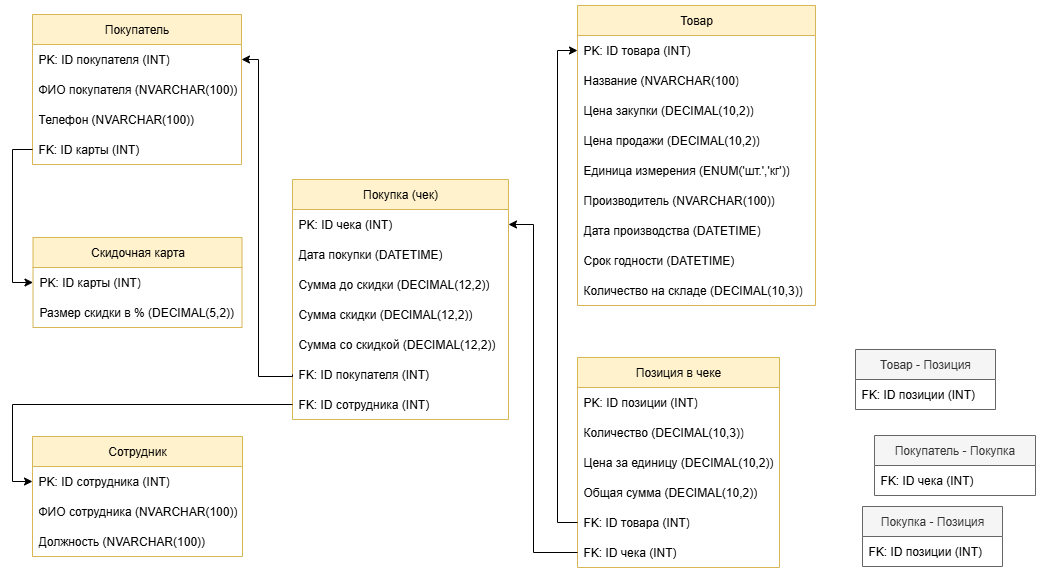 Покупатель
PK: ID покупателя (INT)
ФИО покупателя (NVARCHAR(100))
Телефон (NVARCHAR(100))
FK: ID карты (INT)
Скидочная карта
PK: ID карты (INT)
Размер скидки в % (DECIMAL(5,2))
Сотрудник
PK: ID сотрудника (INT)
ФИО сотрудника (NVARCHAR(100))
Должность (NVARCHAR(100))
Покупка (чек)
PK: ID чека (INT)
Дата покупки (DATETIME)
Сумма до скидки (DECIMAL(12,2))
Сумма скидки (DECIMAL(12,2))
Сумма со скидкой (DECIMAL(12,2))
FK: ID покупателя (INT)
FK: ID сотрудника (INT)
Товар
PK: ID товара (INT)
Название (NVARCHAR(100)
Цена закупки (DECIMAL(10,2))
Цена продажи (DECIMAL(10,2))
Единица измерения (ENUM('шт.','кг'))
Производитель (NVARCHAR(100))
Дата производства (DATETIME)
Срок годности (DATETIME)
Количество на складе (DECIMAL(10,3))
Позиция в чеке
PK: ID позиции (INT)
Количество (DECIMAL(10,3))
Цена за единицу (DECIMAL(10,2))
Общая сумма (DECIMAL(10,2))
FK: ID товара (INT)
FK: ID чека (INT)
Товар - Позиция
FK: ID позиции (INT)
Покупатель - Покупка
FK: ID чека (INT)
Покупка - Позиция
FK: ID позиции (INT)